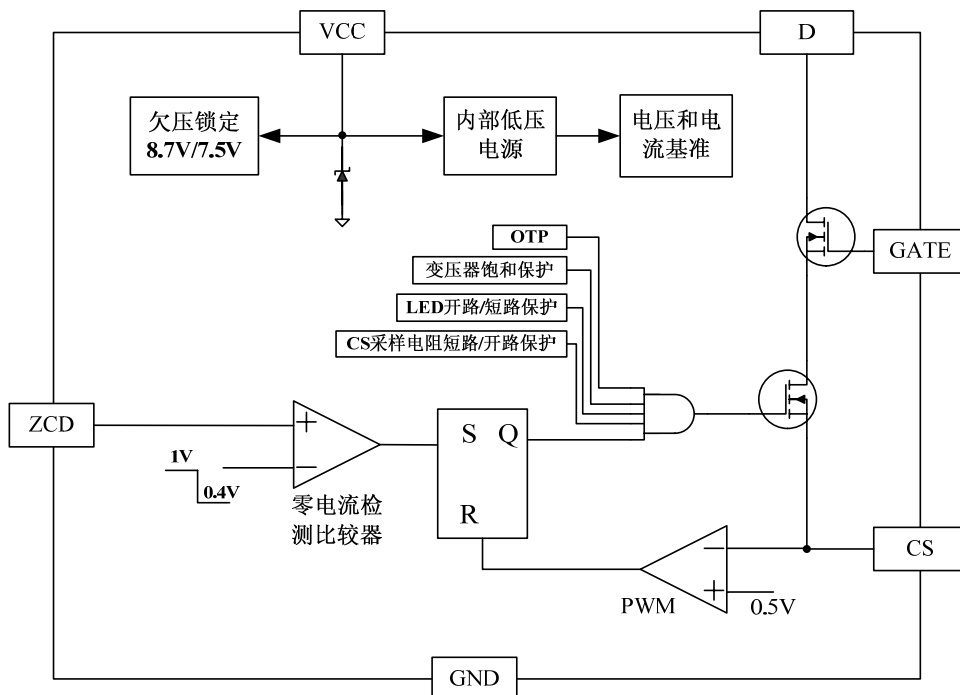 VCC
D
欠压锁定
8.7V/7.5V
内部低压
电源
电压和电
流基准
OTP
变压器饱和保护
LED开路/短路保护
CS采样电阻短路/开路保护
GATE
ZCD
1V
0.4V
零电流检
测比较器
S
Q
R
PWM
0.5V
CS
GND